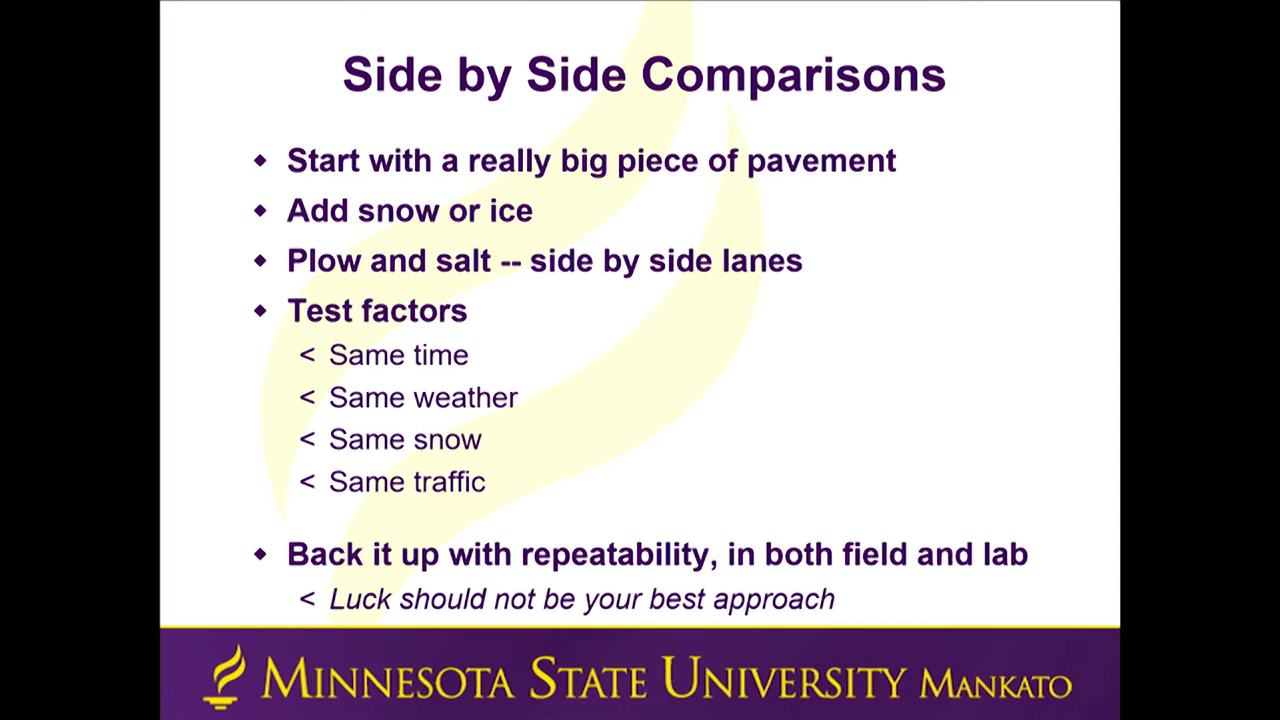 Side by Side Comparisons
◆ Start with a really big piece of pavement
◆ Add snow or ice
◆ Plow and salt -- side by side lanes
◆ Test factors
< Same time
< Same weather
< Same snow
< Same traffic
◆ Back it up with repeatability, in both field and lab
< Luck should not be your best approach
MINNESOTA STATE UNIVERSITY MANKATO